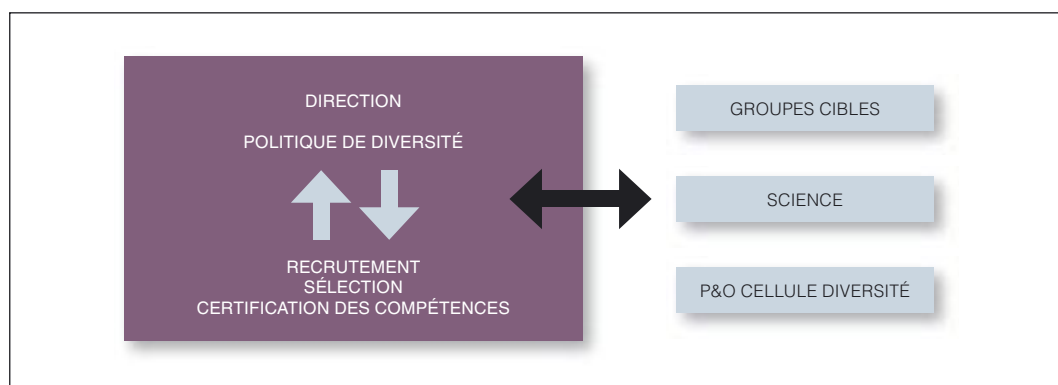 DIRECTION
POLITIQUE DE DIVERSITÉ
RECRUTEMENT
SÉLECTION
CERTIFICATION DES COMPÉTENCES
GROUPES CIBLES
SCIENCE
P&O CELLULE DIVERSITÉ